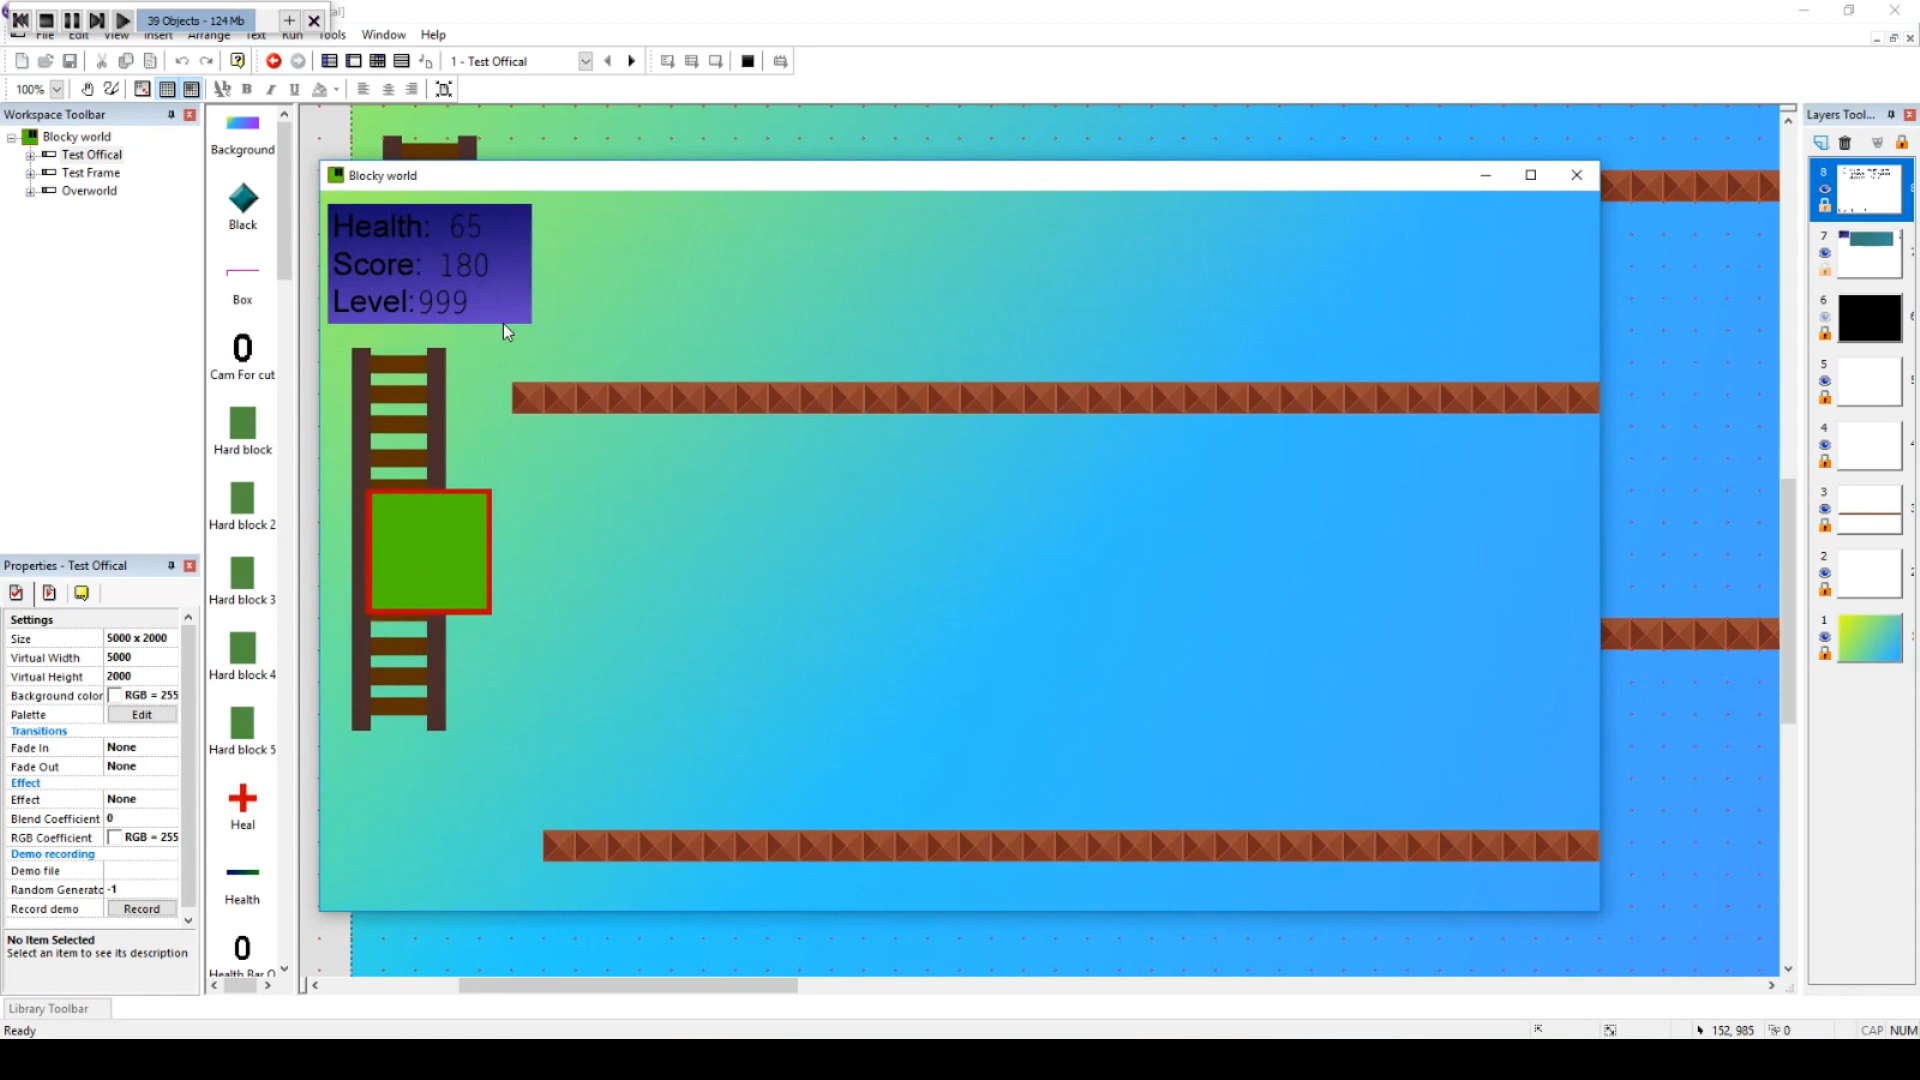 39 Objects - 124 Mb
al]
File Edit View Insert Arrange Text Run Tools Window Help
1 - Test Offical
100%
Workspace Toolbar
Blocky world
Test Offical
Test Frame
Overworld
Background
Black
Box
0
Cam For cut
Hard block
Hard block 2
Hard block 3
Hard block 4
Hard block 5
Heal
Health
0
Health Bar O
Blocky world
Health: 65
Score: 180
Level: 999
Layers Tool...
8
7
6
5
4
3
2
1
Properties - Test Offical
Settings
Size 5000 x 2000
Virtual Width 5000
Virtual Height 2000
Background color RGB = 255
Palette Edit
Transitions
Fade In None
Fade Out None
Effect
Effect None
Blend Coefficient 0
RGB Coefficient RGB = 255
Demo recording
Demo file
Random Generatc -1
Record demo Record
No Item Selected
Select an item to see its description
Library Toolbar
Ready
152, 985
0
CAP NUM